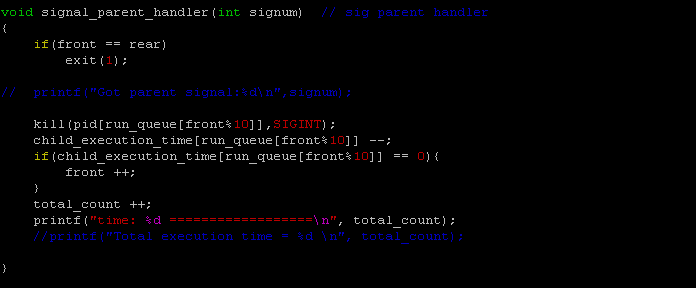 void signal_parent_handler(int signum)  // sig-parent handler
{
    if(front == rear)
        exit(1);

//  printf("Got parent signal:%d\n",signum);

    kill(pid[run_queue[front%10]],SIGINT);
    child_execution_time[run_queue[front%10]] --;
    if(child_execution_time[run_queue[front%10]] == 0){
        front ++;
    }
    total_count ++;
    printf("time: %d ==================\n", total_count);
    //printf("Total execution time = %d \n", total_count);

}